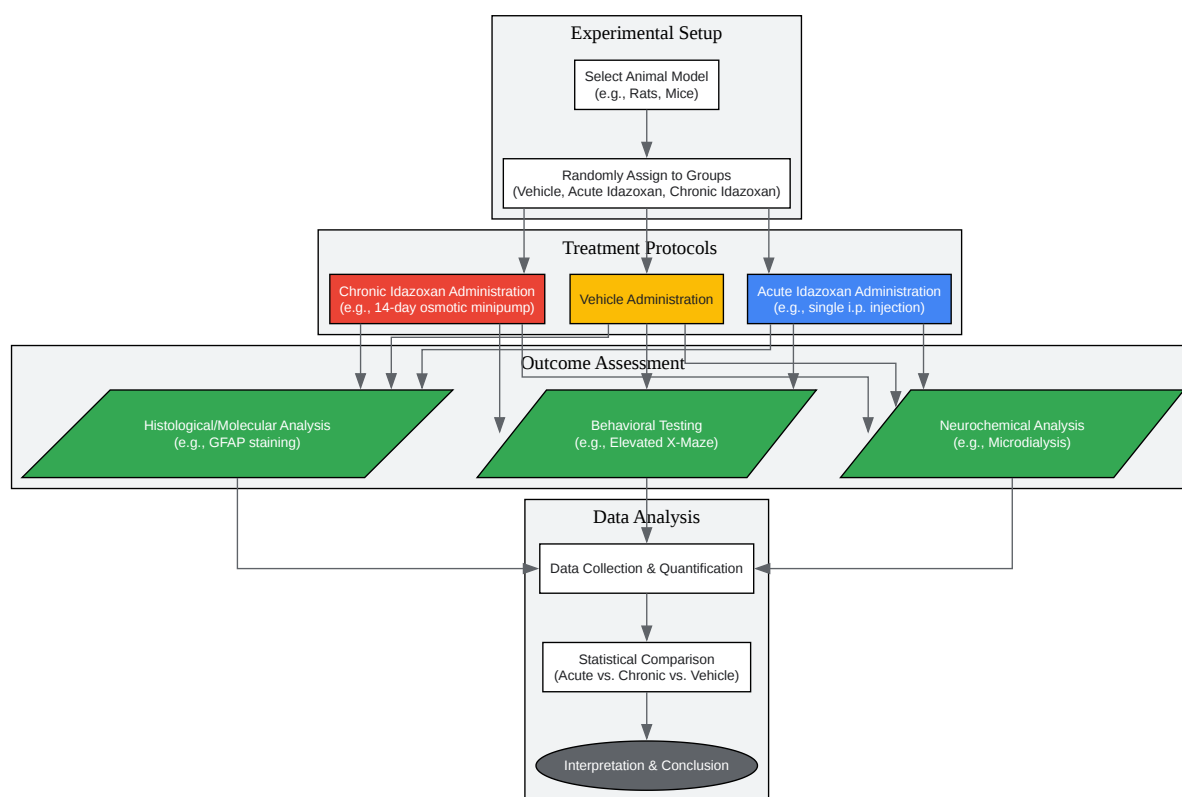 Experimental Setup
Select Animal Model
(e.g., Rats, Mice)
Randomly Assign to Groups
(Vehicle, Acute Idazoxan, Chronic Idazoxan)
Treatment Protocols
Chronic Idazoxan Administration
(e.g., 14-day osmotic minipump)
Vehicle Administration
Acute Idazoxan Administration
(e.g., single i.p. injection)
Outcome Assessment
Histological/Molecular Analysis
(e.g., GFAP staining)
Behavioral Testing
(e.g., Elevated X-Maze)
Neurochemical Analysis
(e.g., Microdialysis)
Data Analysis
Data Collection & Quantification
Statistical Comparison
(Acute vs. Chronic vs. Vehicle)
Interpretation & Conclusion